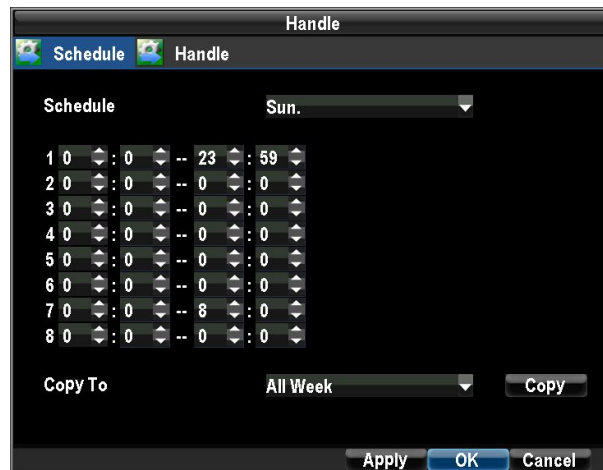 Handle
Schedule Handle
Schedule Sun.
1 0 : 0 -- 23 : 59
2 0 : 0 -- 0 : 0
3 0 : 0 -- 0 : 0
4 0 : 0 -- 0 : 0
5 0 : 0 -- 0 : 0
6 0 : 0 -- 0 : 0
7 0 : 0 -- 8 : 0
8 0 : 0 -- 0 : 0
Copy To All Week Copy
Apply OK Cancel